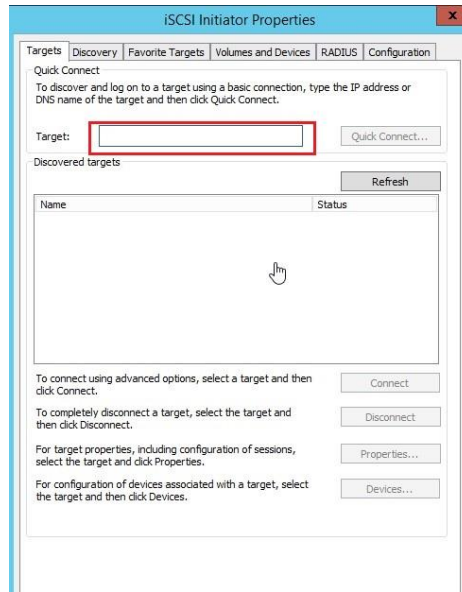 iSCSI Initiator Properties
x
Targets Discovery Favorite Targets Volumes and Devices RADIUS Configuration
Quick Connect
To discover and log on to a target using a basic connection, type the IP address or
DNS name of the target and then click Quick Connect.
Target:
Quick Connect...
Discovered targets
Refresh
Name Status
To connect using advanced options, select a target and then
click Connect.
Connect
To completely disconnect a target, select the target and
then click Disconnect.
Disconnect
For target properties, including configuration of sessions,
select the target and click Properties.
Properties...
For configuration of devices associated with a target, select
the target and then click Devices.
Devices...